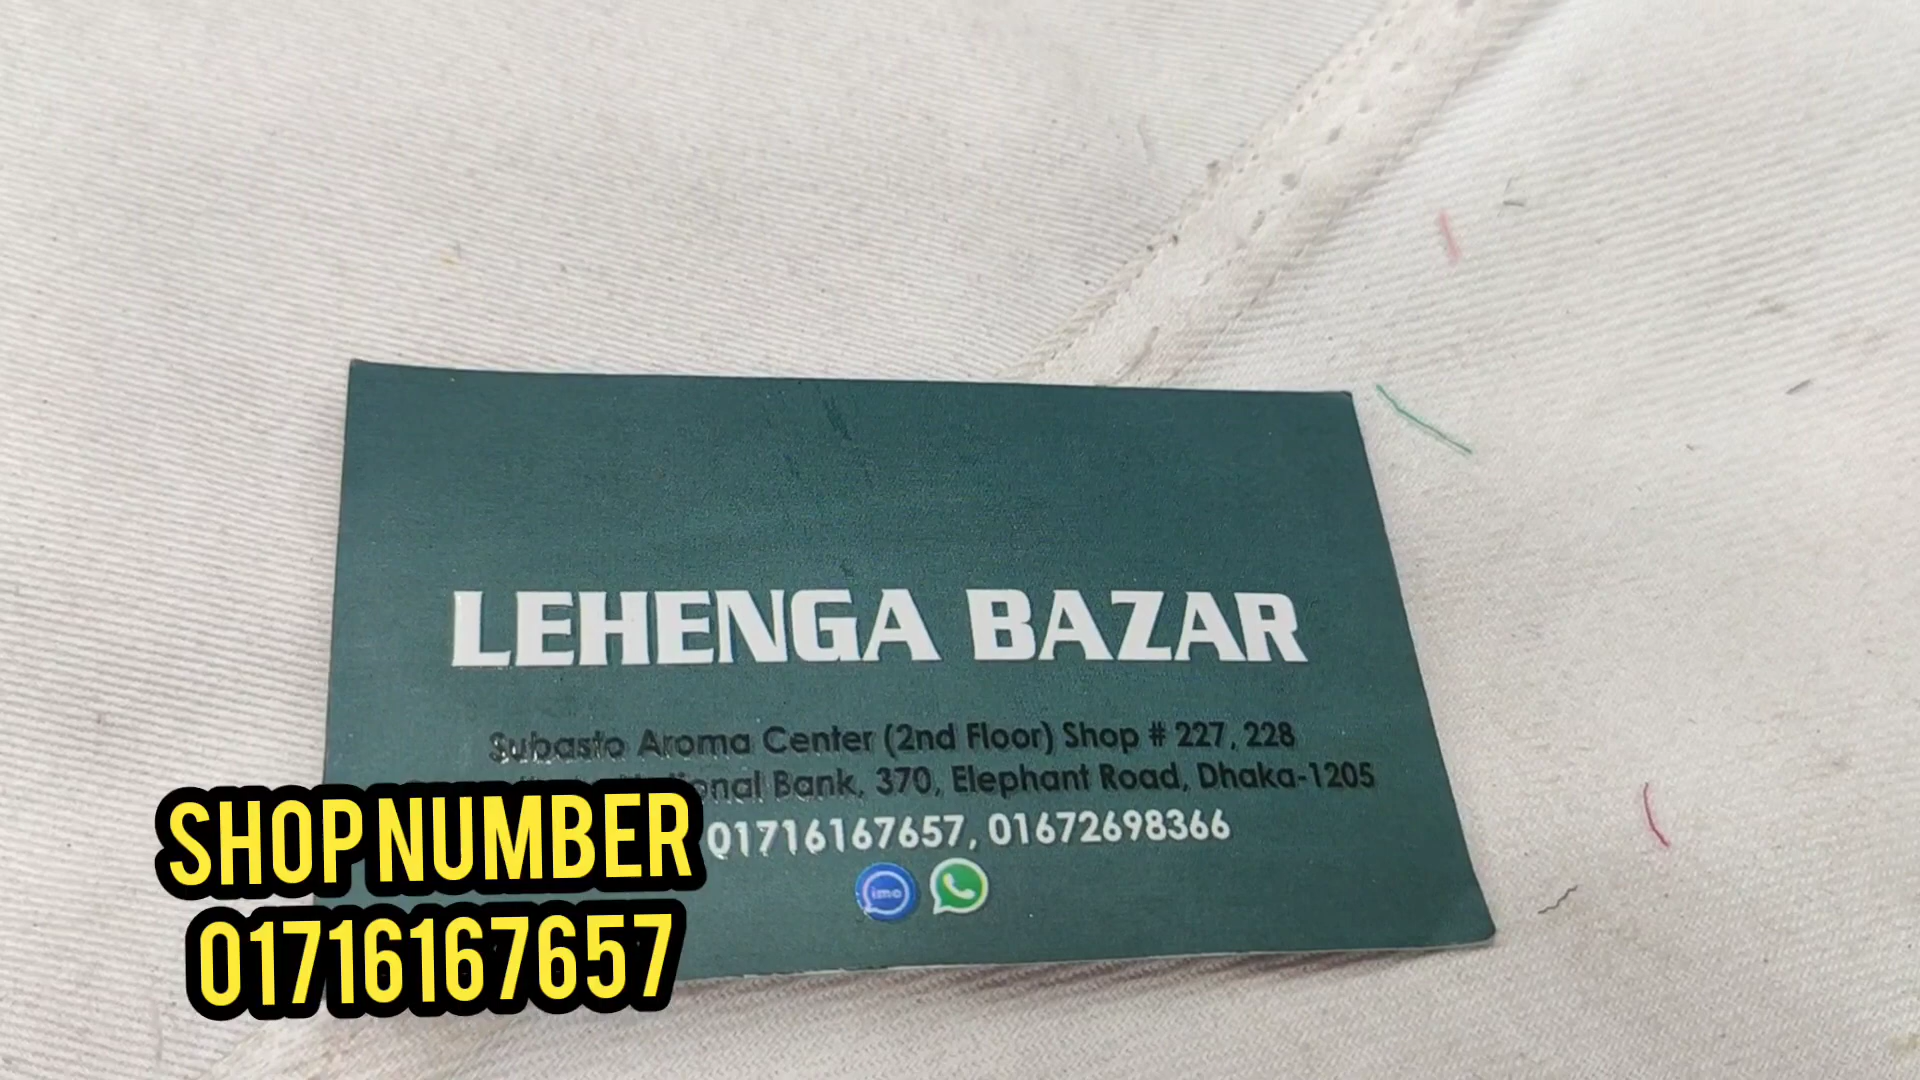 LEHENGA BAZAR
Subasto Aroma Center (2nd Floor) Shop # 227, 228
Bank, 370, Elephant Road, Dhaka-1205
01716167657, 01672698366
imo
SHOP NUMBER
01716167657